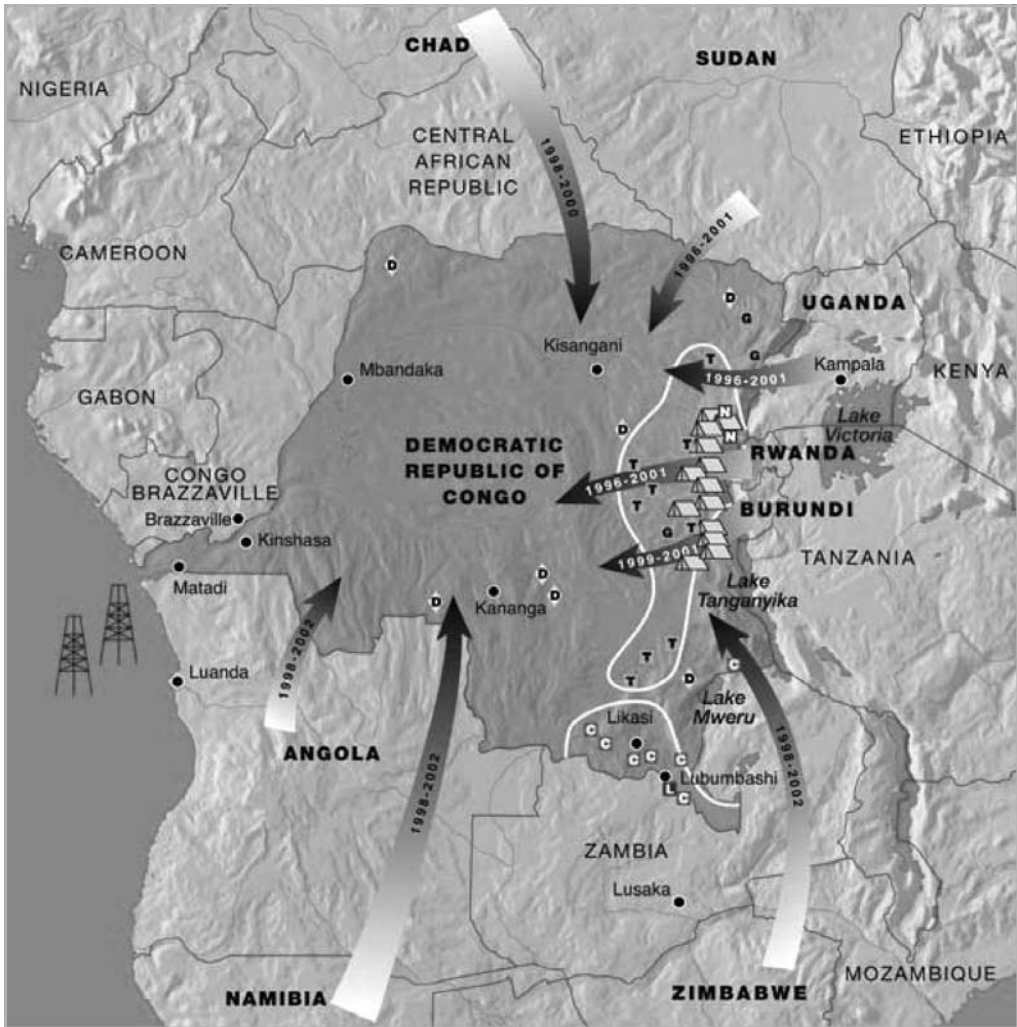 CHAD
SUDAN
NIGERIA
ETHIOPIA
CENTRAL
AFRICAN
REPUBLIC
1998-2000
1996-2001
CAMEROON
D
D
G
UGANDA
Kisangani
T
G
Kampala
KENYA
Mbandaka
1996-2001
GABON
Lake
Victoria
N
D
N
T
DEMOCRATIC
REPUBLIC OF
CONGO
RWANDA
T
1996-2001
CONGO
BRAZZAVILLE
T
T
Brazzaville
BURUNDI
T
G
Kinshasa
1999-2001
TANZANIA
Matadi
D
D
D
Kananga
Lake
Tanganyika
1998-2002
T
T
T
C
D
Luanda
Lake
Mweru
Likasi
C
C
C
C
C
ANGOLA
Lubumbashi
L
C
1998-2002
1998-2002
ZAMBIA
Lusaka
MOZAMBIQUE
NAMIBIA
ZIMBABWE